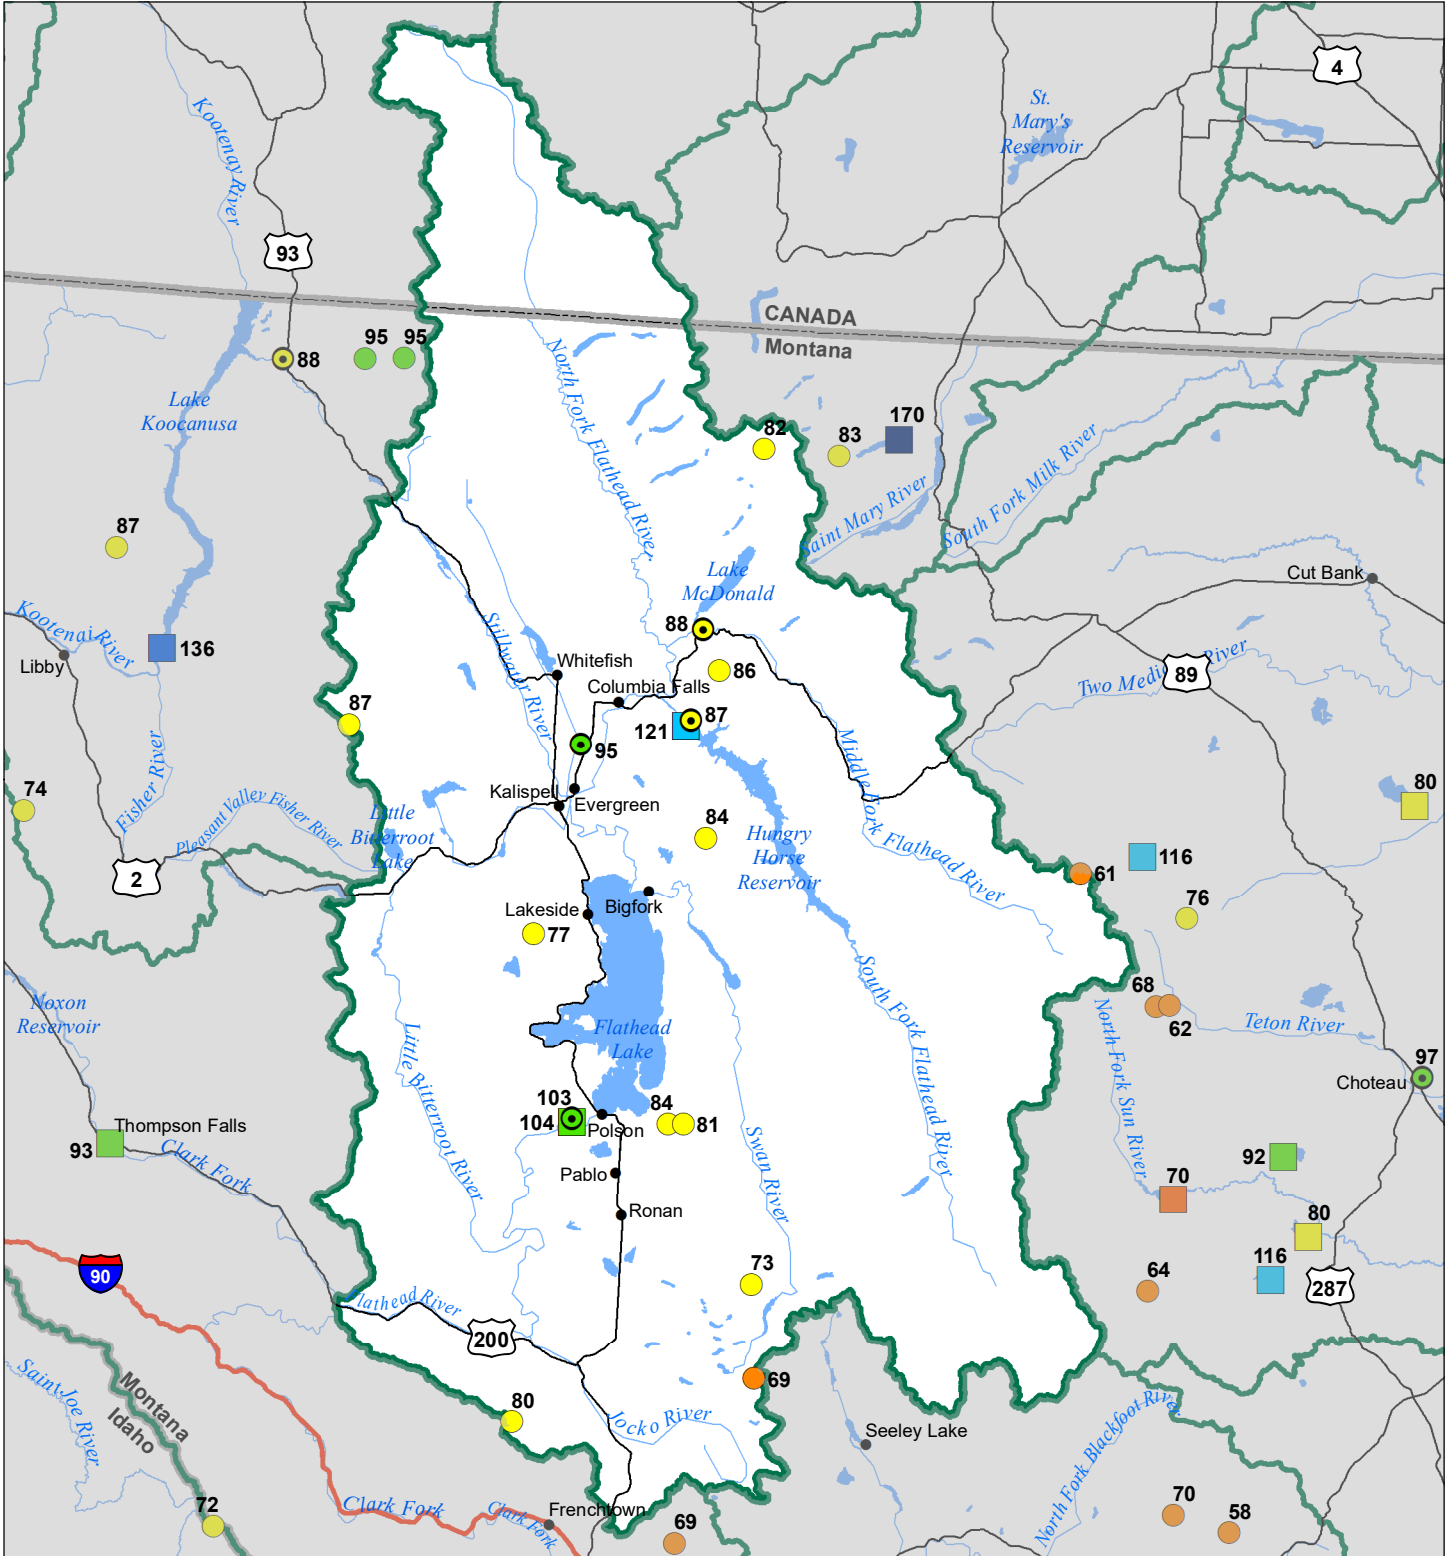 4
St.
Mary's
Reservoir
Kootenay River
93
CANADA
Montana
95
95
88
North Fork Flathead River
Lake
Koocanusa
82
83
170
South Fork Milk River
Saint Mary River
87
Lake
McDonald
Cut Bank
Kootenai River
Libby
136
88
Stillwater River
Whitefish
86
Columbia Falls
Two Medi
River
89
87
87
121
95
Middle Fork Flathead River
Fisher River
74
Pleasant Valley Fisher River
Little
Bitterroot
Lake
Kalispell
Evergreen
84
Hungry
Horse
Reservoir
80
116
2
61
76
Lakeside
Bigfork
77
South Fork Flathead River
68
62
North Fork Sun River
Teton River
Noxon
Reservoir
Little Bitterroot River
Flathead
Lake
97
Choteau
103
104
84
81
Polson
Thompson Falls
93
Clark Fork
Swan River
Pablo
92
70
Ronan
80
73
116
64
287
90
Flathead River
200
69
Montana
Idaho
Saint Joe River
80
Jocko River
Seeley Lake
North Fork Blackfoot River
72
Clark Fork
Clark Fork
Frenchtown
69
70
58